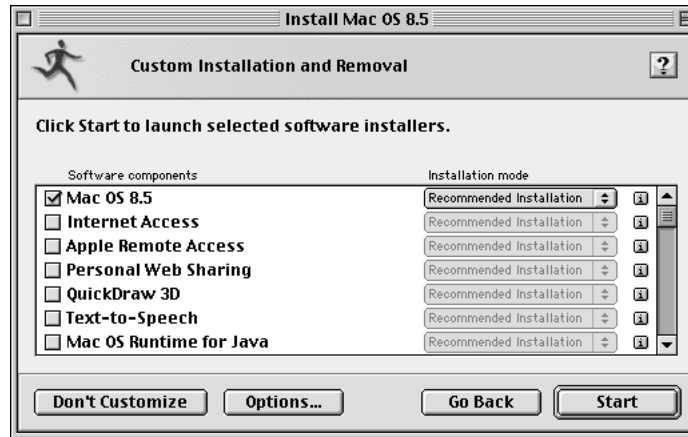 Install Mac OS 8.5
Custom Installation and Removal
?
Click Start to launch selected software installers.
Software components Installation mode
Mac OS 8.5 Recommended Installation i
Internet Access Recommended Installation i
Apple Remote Access Recommended Installation i
Personal Web Sharing Recommended Installation i
QuickDraw 3D Recommended Installation i
Text-to-Speech Recommended Installation i
Mac OS Runtime for Java Recommended Installation i
Don't Customize Options... Go Back Start